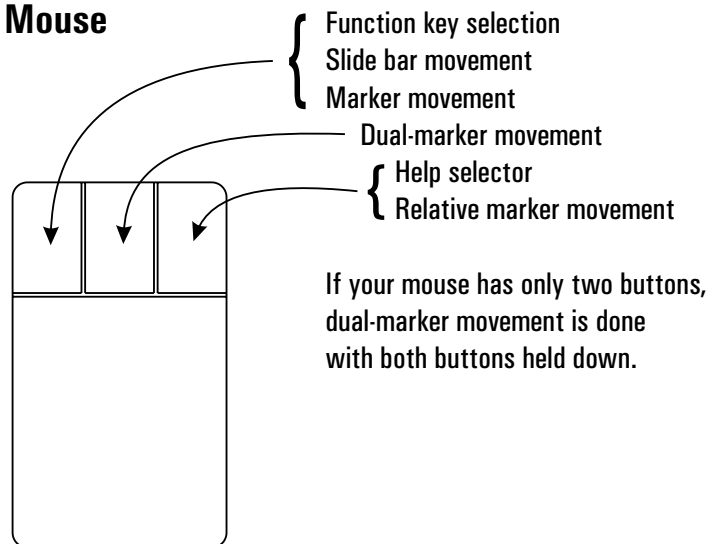 Mouse
Function key selection
Slide bar movement
Marker movement
Dual-marker movement
Help selector
Relative marker movement
If your mouse has only two buttons,
dual-marker movement is done
with both buttons held down.